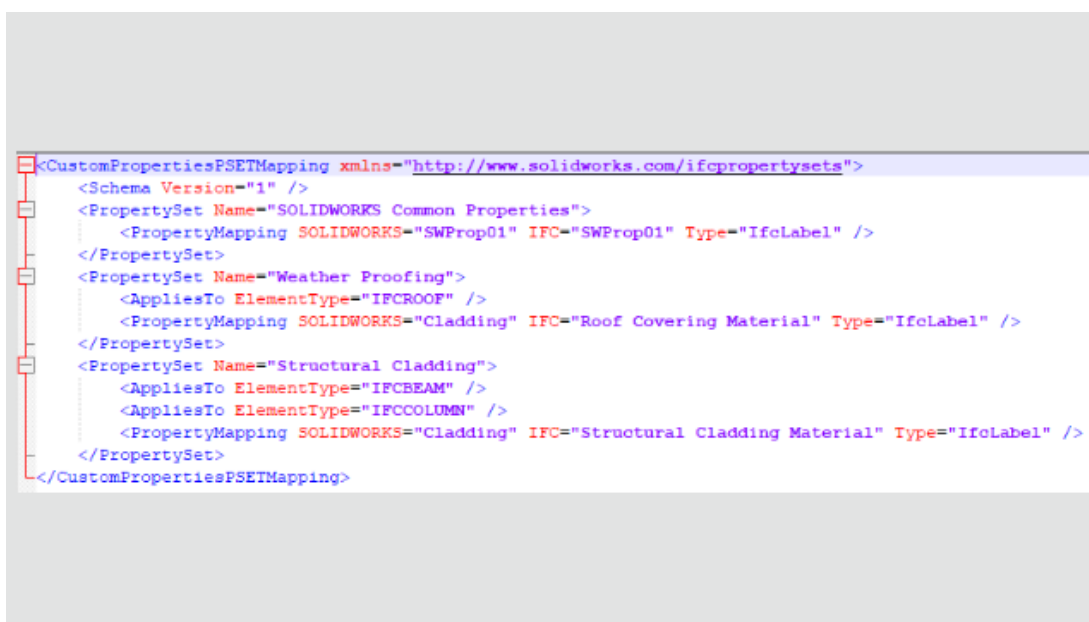 <CustomPropertiesPSETMapping xmlns="http://www.solidworks.com/ifcpropertysets">
<Schema Version="1" />
<PropertySet Name="SOLIDWORKS Common Properties">
<PropertyMapping SOLIDWORKS="SWProp01" IFC="SWProp01" Type="IfcLabel" />
</PropertySet>
<PropertySet Name="Weather Proofing">
<AppliesTo ElementType="IFCROOF" />
<PropertyMapping SOLIDWORKS="Cladding" IFC="Roof Covering Material" Type="IfcLabel" />
</PropertySet>
<PropertySet Name="Structural Cladding">
<AppliesTo ElementType="IFCBEAM" />
<AppliesTo ElementType="IFCCOLUMN" />
<PropertyMapping SOLIDWORKS="Cladding" IFC="Structural Cladding Material" Type="IfcLabel" />
</PropertySet>
</CustomPropertiesPSETMapping>